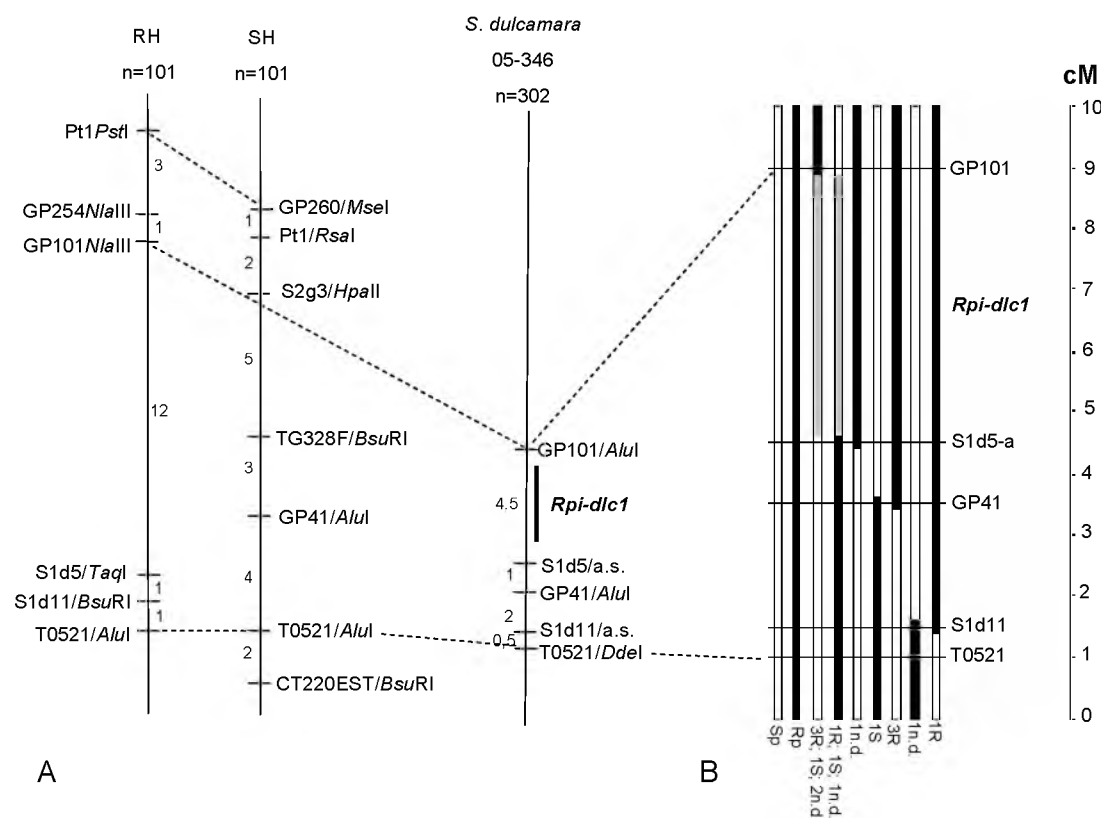 RH
n=101
SH
n=101
S. dulcamara
05-346
n=302
cM
Pt1PstI
3
GP254NlaIII
1
GP101NlaIII
12
S1d5/TaqI
1
S1d11/BsuRI
1
T0521/AluI
GP260/MseI
1
Pt1/RsaI
2
S2g3/HpaII
5
TG328F/BsuRI
3
GP41/AluI
4
T0521/AluI
2
CT220EST/BsuRI
GP101/AluI
4.5
Rpi-dlc1
S1d5/a.s.
1
GP41/AluI
2
S1d11/a.s.
0.5
T0521/DdeI
GP101
Rpi-dlc1
S1d5-a
GP41
S1d11
T0521
10
9
8
7
6
5
4
3
2
1
0
Sp
Rp
3R; 1S; 2n.d.
1R; 1S; 1n.d.
1n.d.
1S
3R
1n.d.
1R
A
B